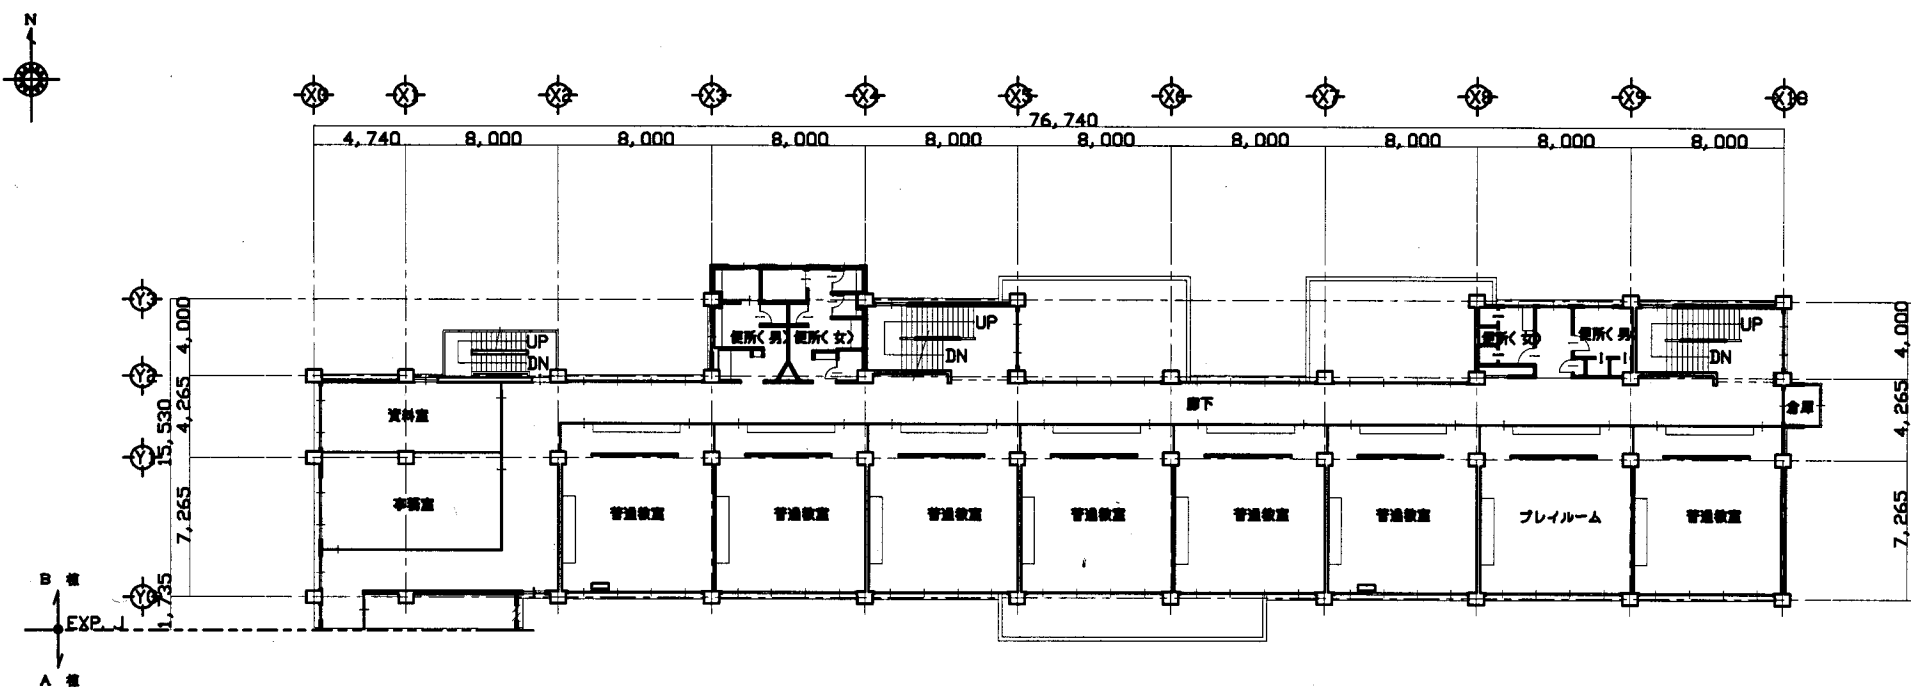 N
X0 X1 X2 X3 X4 X5 X6 X7 X8 X9 X10
76,740
4,740 8,000 8,000 8,000 8,000 8,000 8,000 8,000 8,000 8,000
Y3
4,000
4,000
UP
DN
便所(男)
便所(女)
UP
DN
便所(女)
便所(男)
UP
DN
Y2
4,265
15,530
4,265
資料室
廊下
倉庫
Y1
7,265
7,265
事務室
普通教室 普通教室 普通教室 普通教室 普通教室 普通教室 プレイルーム 普通教室
B 棟
Y0
1,735
EXP. J
A 棟